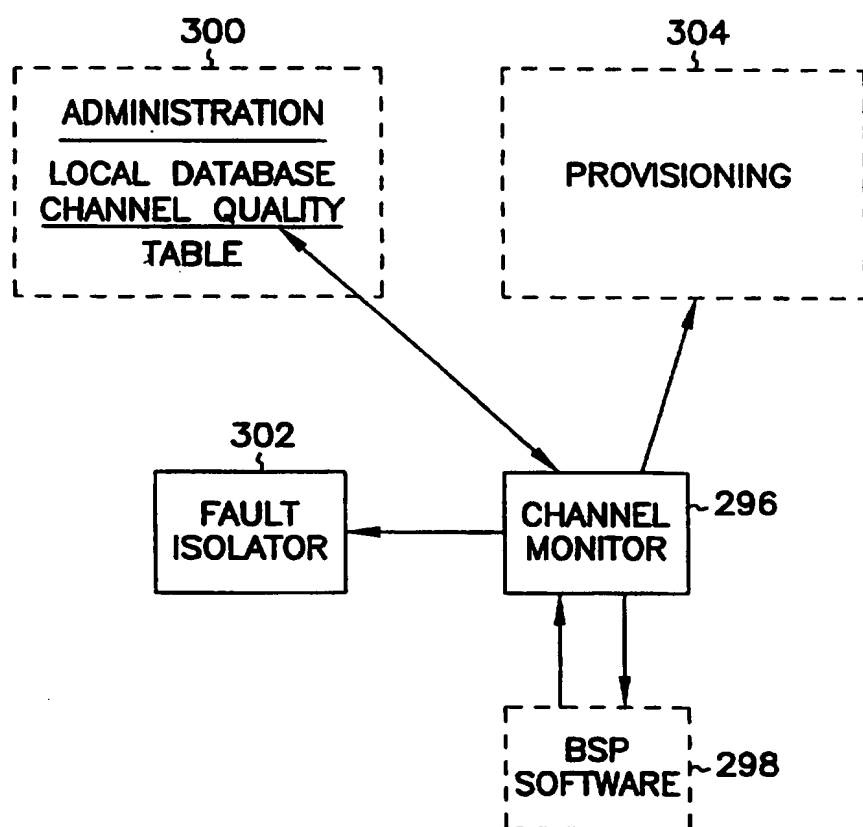 300
304
ADMINISTRATION
LOCAL DATABASE
CHANNEL QUALITY
TABLE
PROVISIONING
302
FAULT
ISOLATOR
CHANNEL
MONITOR
296
BSP
SOFTWARE
298